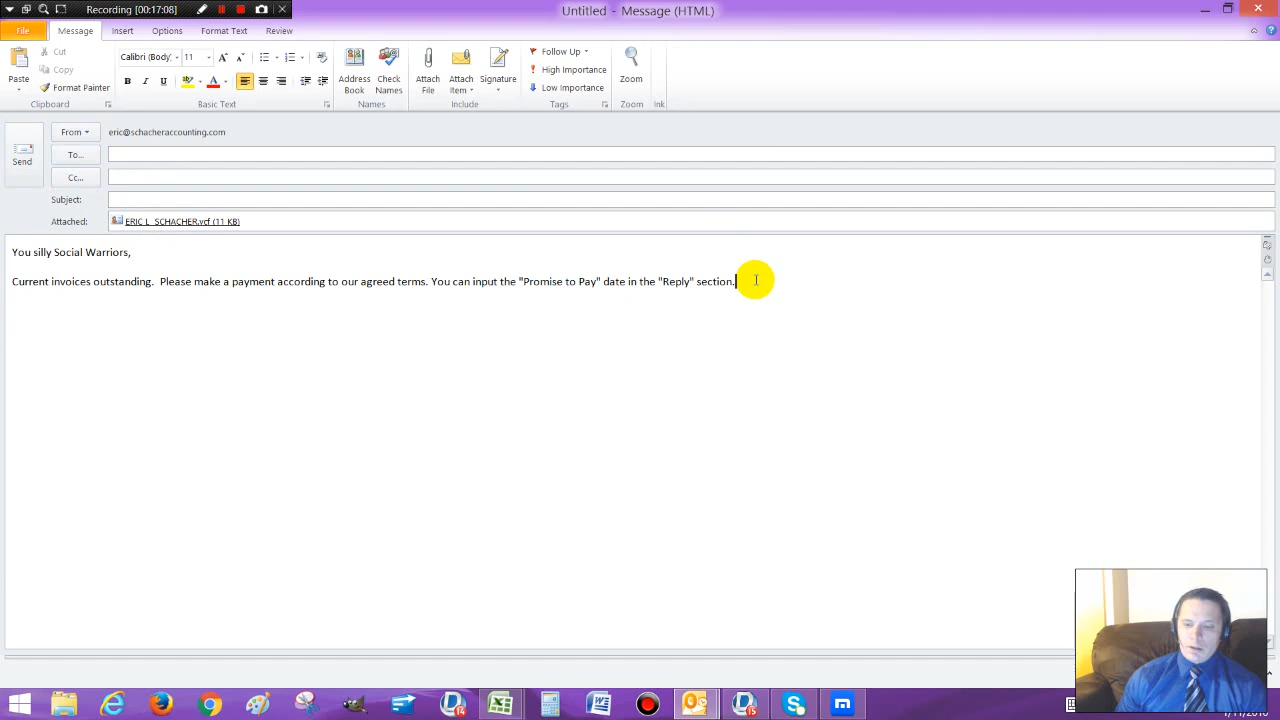 Recording [00:17:08]
Untitled - Message (HTML)
File Message Insert Options Format Text Review
Paste
Cut
Copy
Format Painter
Clipboard
Calibri (Body) 11
Basic Text
Address Book
Check Names
Names
Attach File
Attach Item
Signature
Include
Follow Up
High Importance
Low Importance
Tags
Zoom
Zoom
Ink
Send
From eric@schacheraccounting.com
To...
Cc...
Subject:
Attached: ERIC L SCHACHER.vcf (11 KB)
You silly Social Warriors,
Current invoices outstanding.  Please make a payment according to our agreed terms. You can input the "Promise to Pay" date in the "Reply" section.
14
15